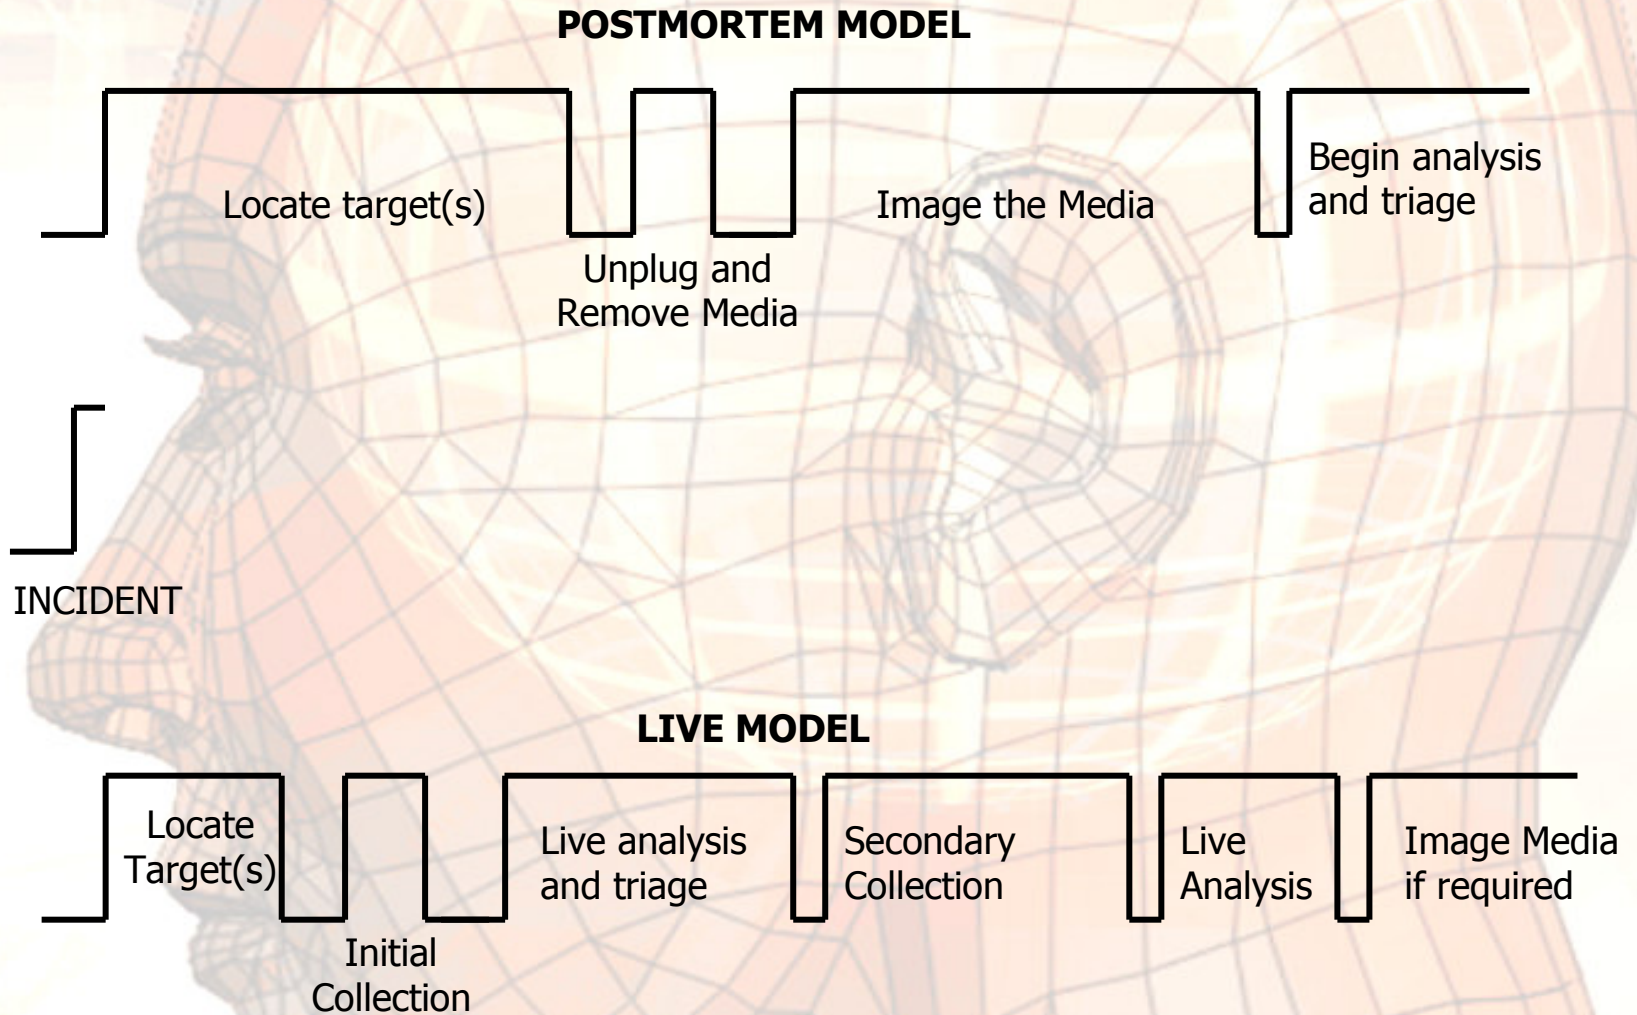 POSTMORTEM MODEL
Locate target(s)
Unplug and
Remove Media
Image the Media
Begin analysis
and triage
INCIDENT
LIVE MODEL
Locate
Target(s)
Initial
Collection
Live analysis
and triage
Secondary
Collection
Live
Analysis
Image Media
if required